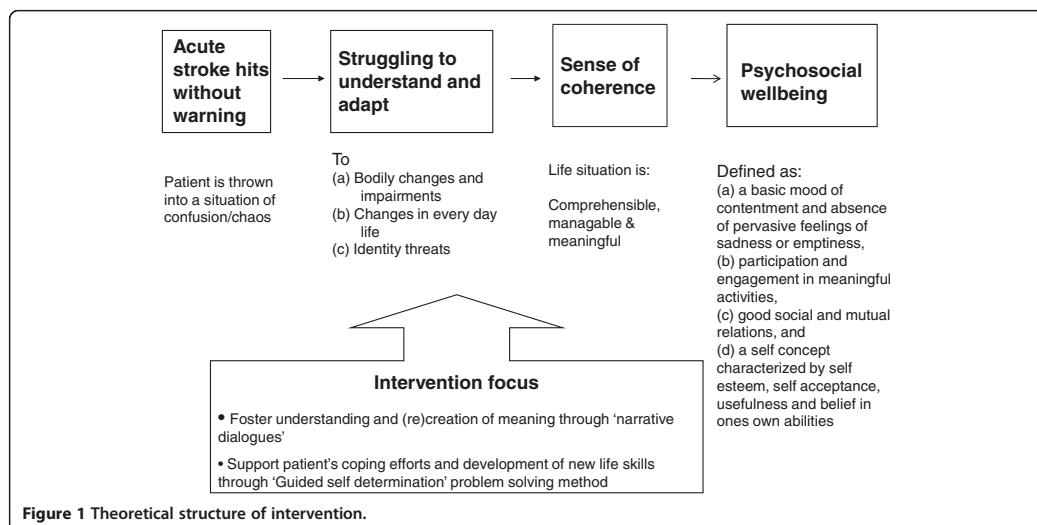 Acute
stroke hits
without
warning
Struggling to
understand and
adapt
Sense of
coherence
Psychosocial
wellbeing
Patient is thrown
into a situation of
confusion/chaos
To
(a) Bodily changes and
impairments
(b) Changes in every day
life
(c) Identity threats
Life situation is:
Comprehensible,
managable &
meaningful
Defined as:
(a) a basic mood of
contentment and absence
of pervasive feelings of
sadness or emptiness,
(b) participation and
engagement in meaningful
activities,
(c) good social and mutual
relations, and
(d) a self concept
characterized by self
esteem, self acceptance,
usefulness and belief in
ones own abilities
Intervention focus
• Foster understanding and (re)creation of meaning through ‘narrative
dialogues’
• Support patient’s coping efforts and development of new life skills
through ‘Guided self determination’ problem solving method
Figure 1 Theoretical structure of intervention.